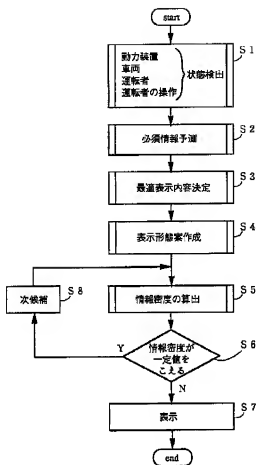 start
S1
動力装置
車両
運転者
運転者の操作
状態検出
S2
必須情報予測
S3
最適表示内容決定
S4
表示形態案作成
S8
次候補
S5
情報密度の算出
Y
情報密度が
一定値を
こえる
S6
N
S7
表示
end